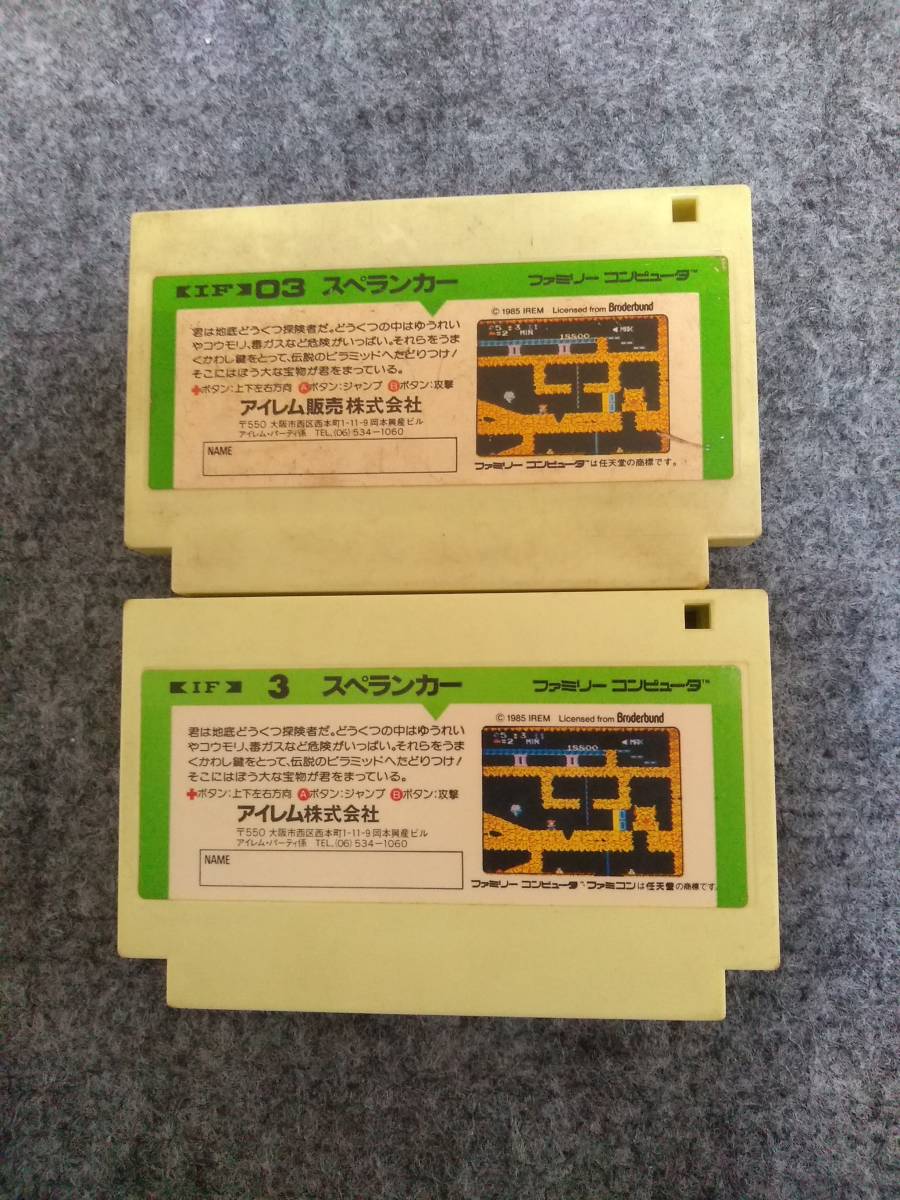 IF 03 スペランカー ファミリー コンピュータ™
君は地底どうくつ探険者だ。どうくつの中はゆうれい
やコウモリ、毒ガスなど危険がいっぱい。それらをうま
くかわし鍵をとって、伝説のピラミッドへたどりつけ!
そこにはぼう大な宝物が君をまっている。
✚ボタン:上下左右方向 Ⓐボタン:ジャンプ Ⓑボタン:攻撃
アイレム販売株式会社
〒550 大阪市西区西本町1-11-9 岡本興産ビル
アイレム・パーティ係 TEL.(06)534-1060
NAME
© 1985 IREM Licensed from Brøderbund
MIN
18800
◀MAX
ファミリー コンピュータ™は任天堂の商標です。
IF 3 スペランカー ファミリー コンピュータ™
君は地底どうくつ探険者だ。どうくつの中はゆうれい
やコウモリ、毒ガスなど危険がいっぱい。それらをうま
くかわし鍵をとって、伝説のピラミッドへたどりつけ!
そこにはぼう大な宝物が君をまっている。
✚ボタン:上下左右方向 Ⓐボタン:ジャンプ Ⓑボタン:攻撃
アイレム株式会社
〒550 大阪市西区西本町1-11-9 岡本興産ビル
アイレム・パーティ係 TEL.(06)534-1060
NAME
© 1985 IREM Licensed from Brøderbund
MIN
18800
◀MAX
ファミリー コンピュータ・ファミコンは任天堂の商標です。